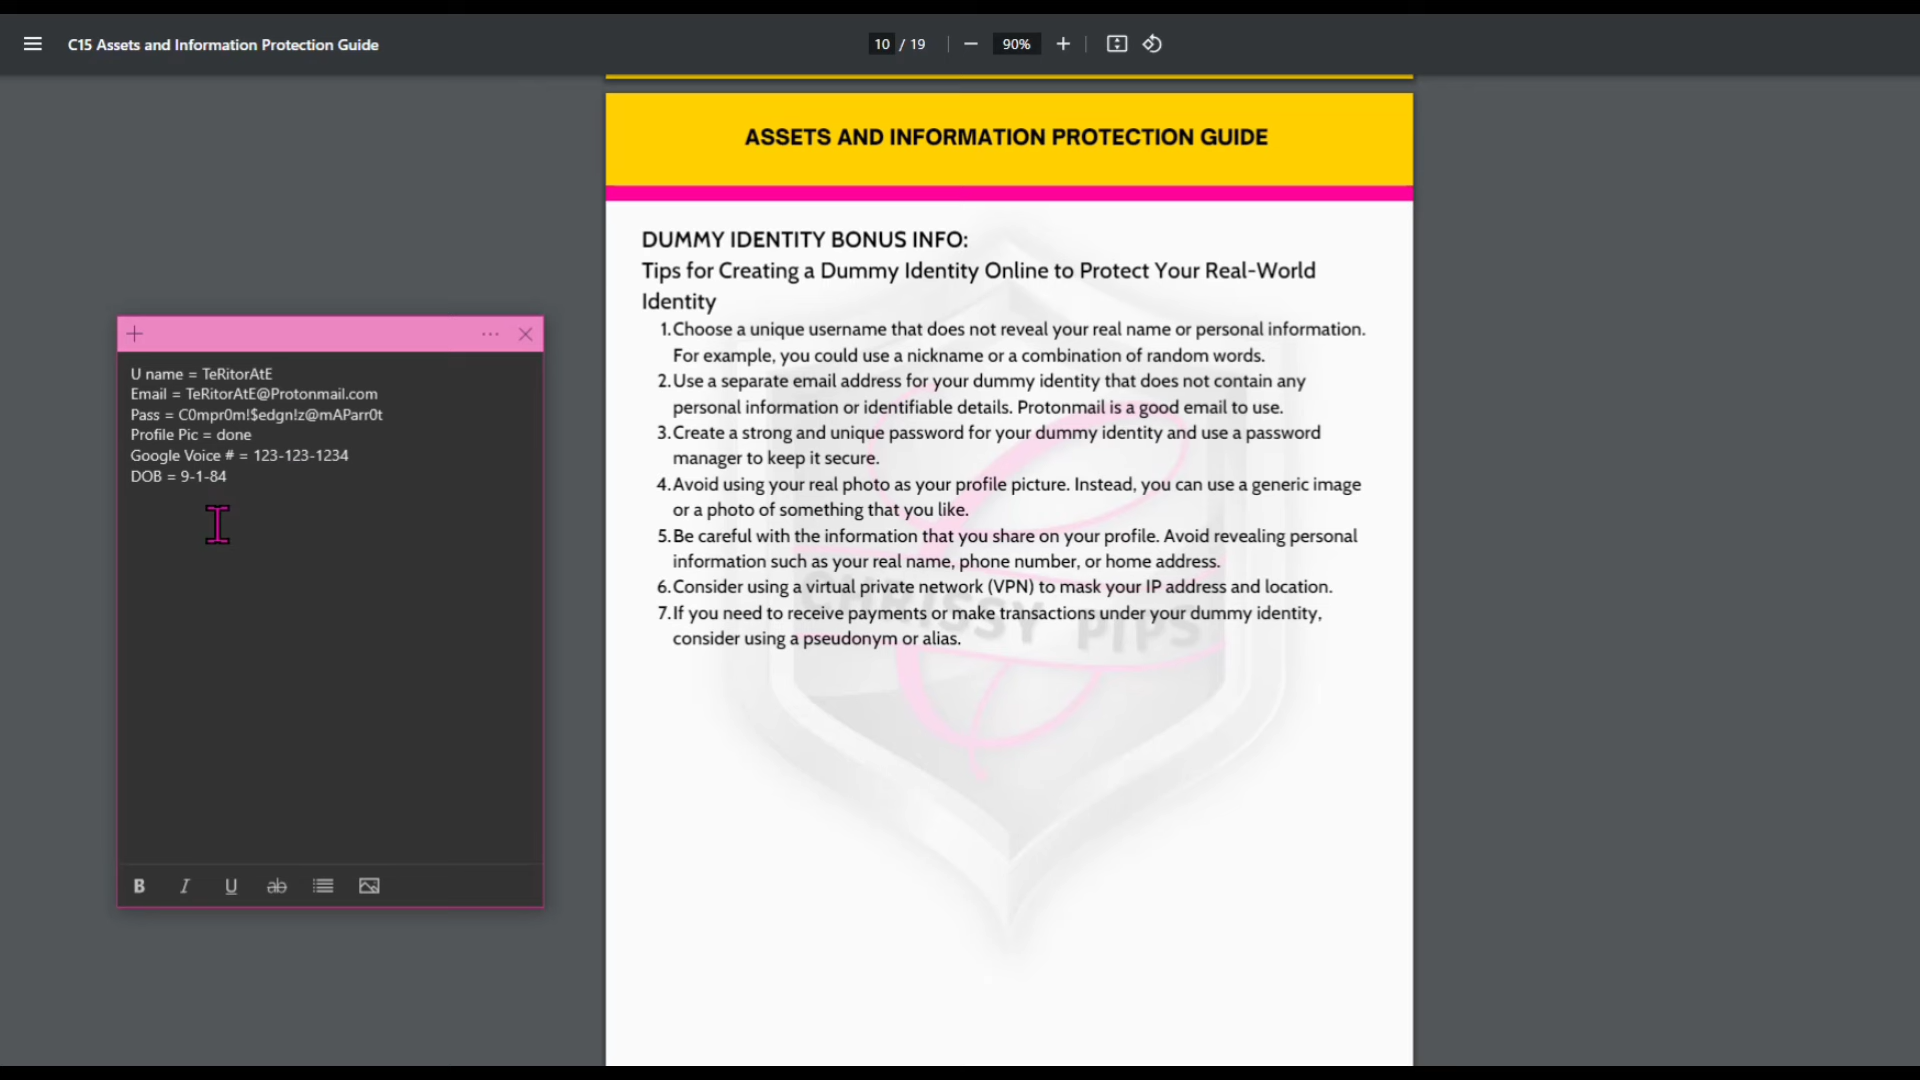 C15 Assets and Information Protection Guide
10 / 19
90%
ASSETS AND INFORMATION PROTECTION GUIDE
DUMMY IDENTITY BONUS INFO:
Tips for Creating a Dummy Identity Online to Protect Your Real-World
Identity
1.Choose a unique username that does not reveal your real name or personal information.
For example, you could use a nickname or a combination of random words.
2.Use a separate email address for your dummy identity that does not contain any
personal information or identifiable details. Protonmail is a good email to use.
3.Create a strong and unique password for your dummy identity and use a password
manager to keep it secure.
4.Avoid using your real photo as your profile picture. Instead, you can use a generic image
or a photo of something that you like.
5.Be careful with the information that you share on your profile. Avoid revealing personal
information such as your real name, phone number, or home address.
6.Consider using a virtual private network (VPN) to mask your IP address and location.
7.If you need to receive payments or make transactions under your dummy identity,
consider using a pseudonym or alias.
CHRISSY PIPS
U name = TeRitorAtE
Email = TeRitorAtE@Protonmail.com
Pass = C0mpr0m!$edgn!z@mAParr0t
Profile Pic = done
Google Voice # = 123-123-1234
DOB = 9-1-84
B I U ab